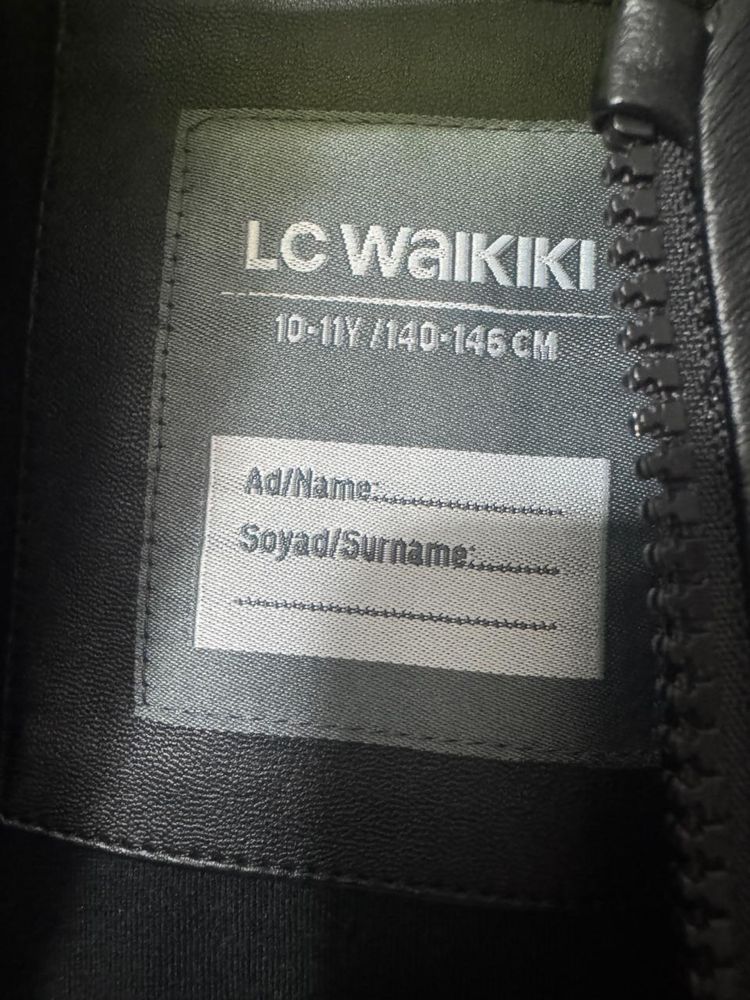 LC WAIKIKI
10-11Y /140-146 CM
Ad/Name:....................
Soyad/Surname:..........
....................................